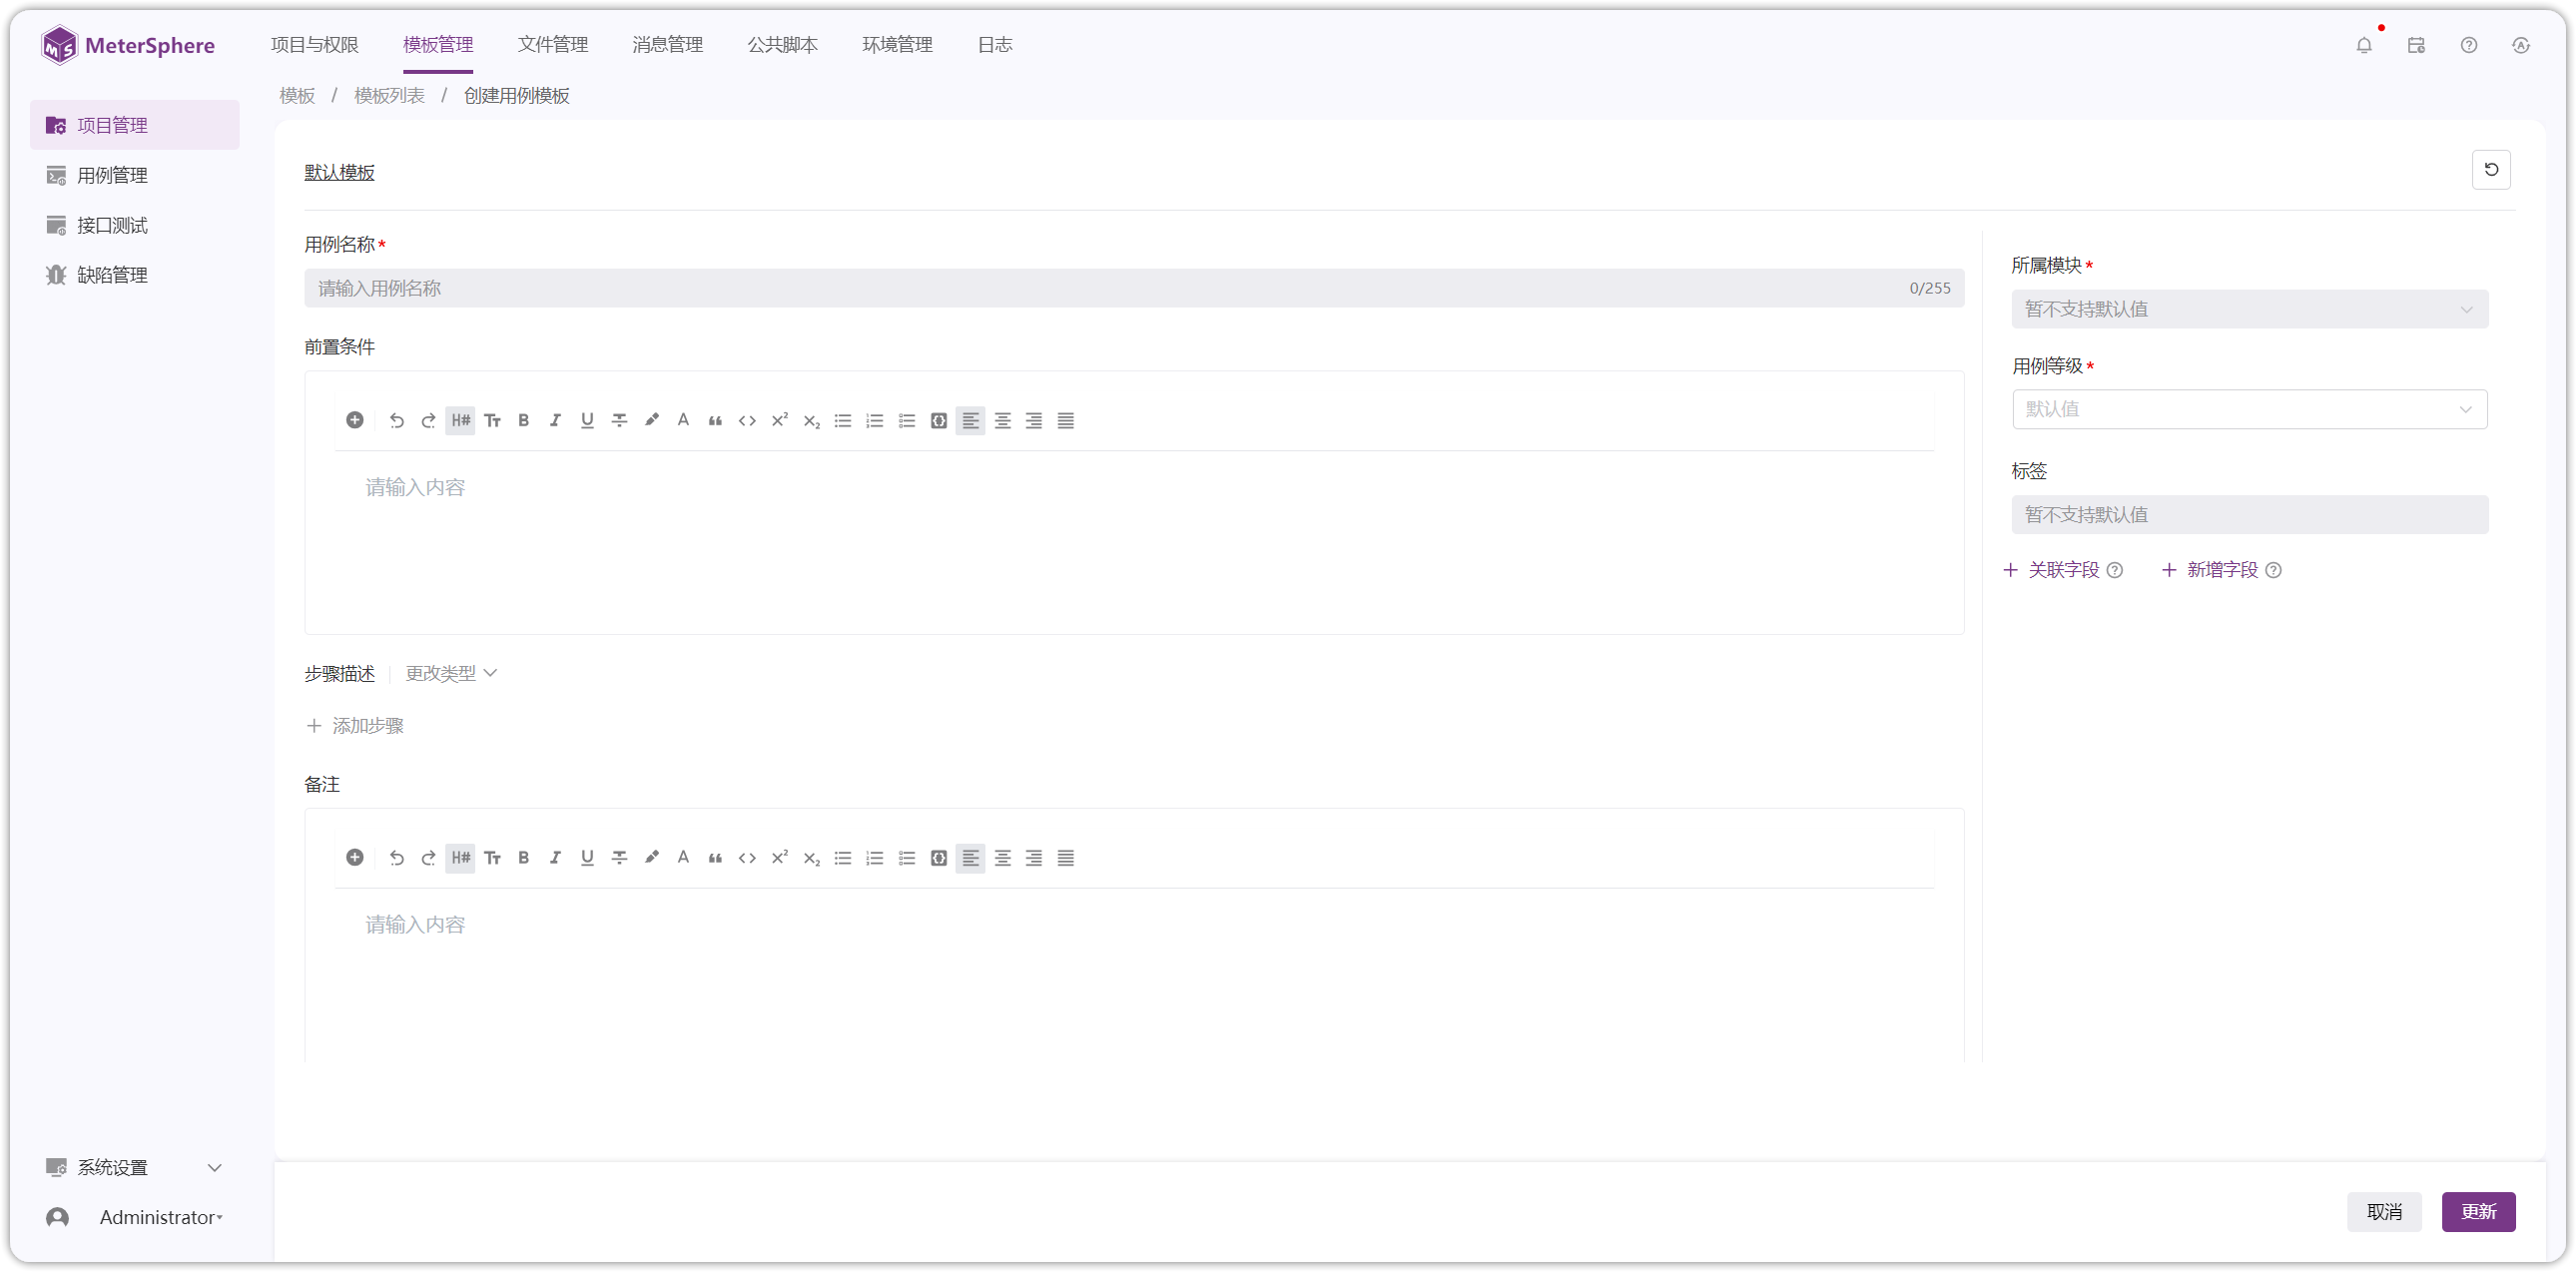 MeterSphere
项目与权限 模板管理 文件管理 消息管理 公共脚本 环境管理 日志
项目管理
用例管理
接口测试
缺陷管理
模板 / 模板列表 / 创建用例模板
默认模板
用例名称*
请输入用例名称 0/255
前置条件
H# Tт B I U A “ <> X² X₂
请输入内容
步骤描述 更改类型
+ 添加步骤
备注
H# Tт B I U A “ <> X² X₂
请输入内容
所属模块*
暂不支持默认值
用例等级*
默认值
标签
暂不支持默认值
+ 关联字段 + 新增字段
系统设置
Administrator
取消 更新